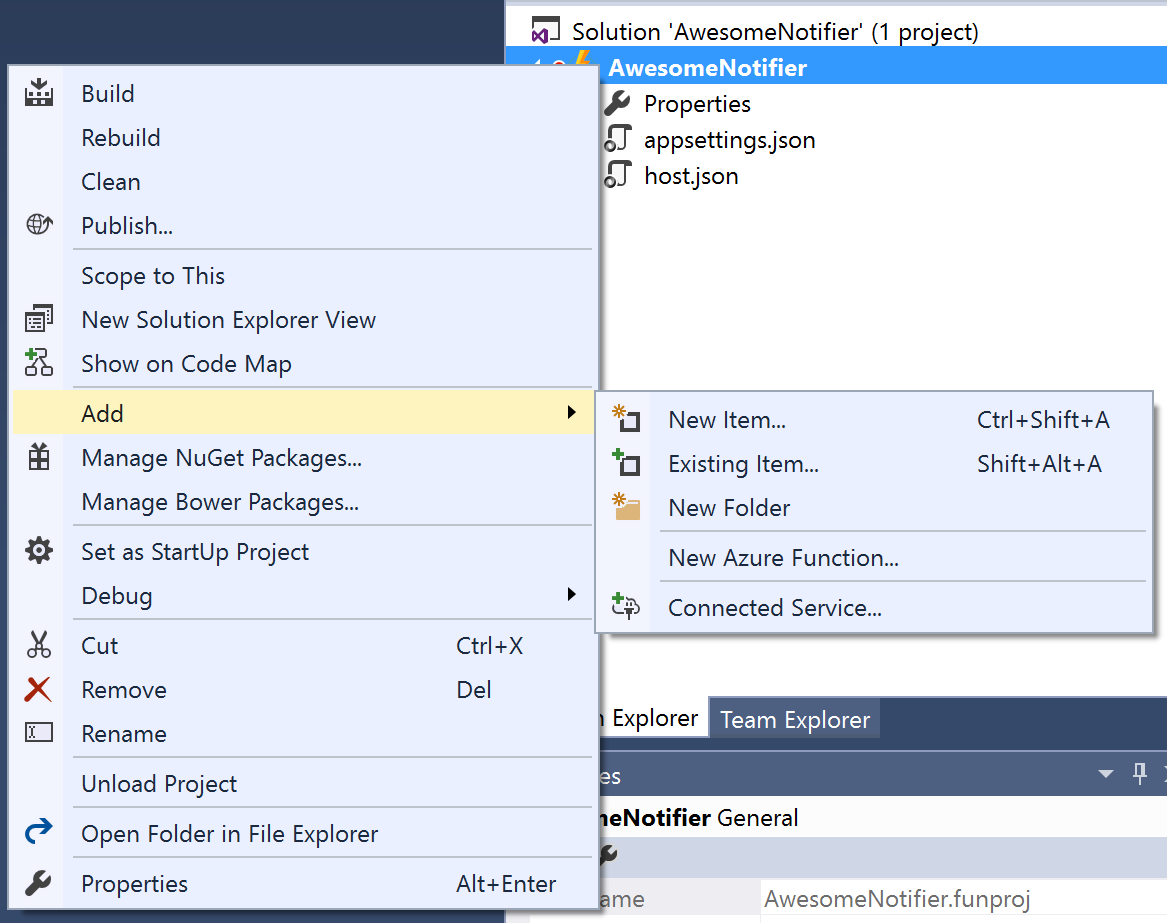 Solution 'AwesomeNotifier' (1 project)
AwesomeNotifier
Properties
appsettings.json
host.json
Build
Rebuild
Clean
Publish...
Scope to This
New Solution Explorer View
Show on Code Map
Add
Manage NuGet Packages...
Manage Bower Packages...
Set as StartUp Project
Debug
Cut Ctrl+X
Remove Del
Rename
Unload Project
Open Folder in File Explorer
Properties Alt+Enter
New Item... Ctrl+Shift+A
Existing Item... Shift+Alt+A
New Folder
New Azure Function...
Connected Service...
Explorer Team Explorer
General
AwesomeNotifier.funproj